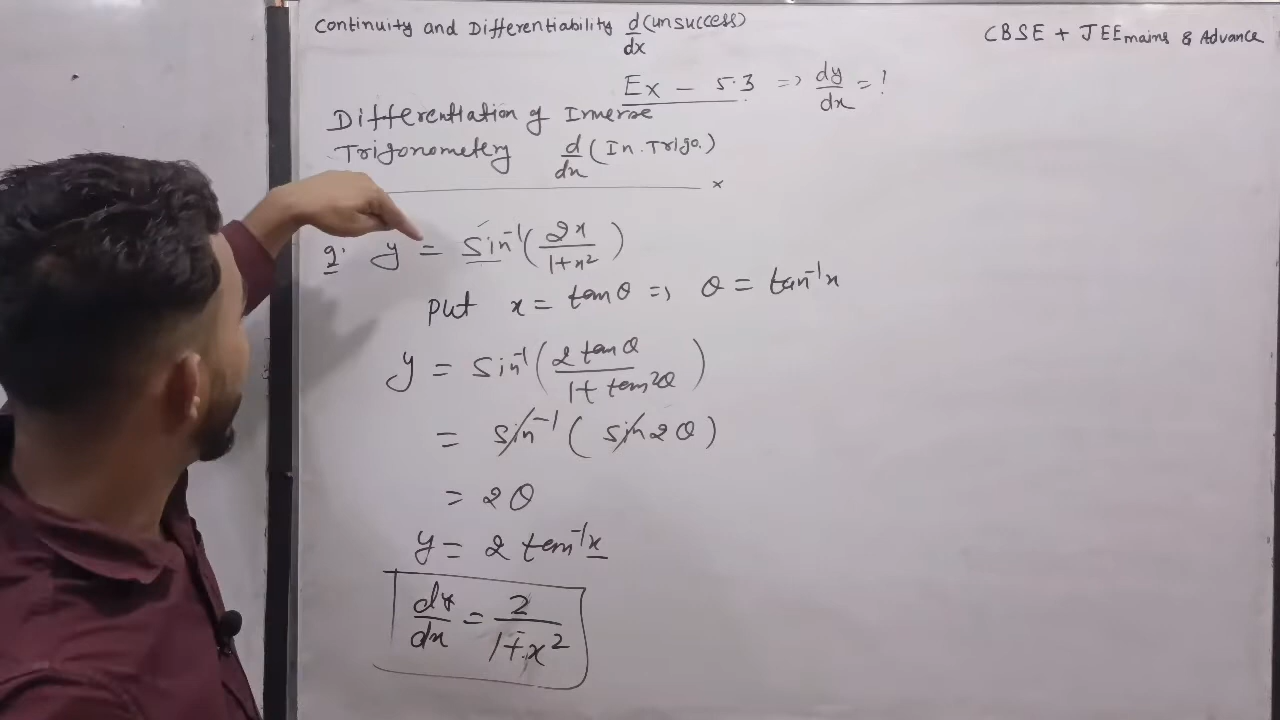 Continuity and Differentiability d(unsuccess)/dx
CBSE + JEE mains & Advance
Ex - 5.3 => dy/dx = ?
Differentiation of Inverse
Trigonometery d/dx (In. Trigo.)
Q. y = sin⁻¹(2x/1+x²)
put x = tanθ => θ = tan⁻¹x
y = sin⁻¹(2 tanθ/1+tan²θ)
= sin⁻¹(sin2θ)
= 2θ
y = 2 tan⁻¹x
dy/dx = 2/1+x²